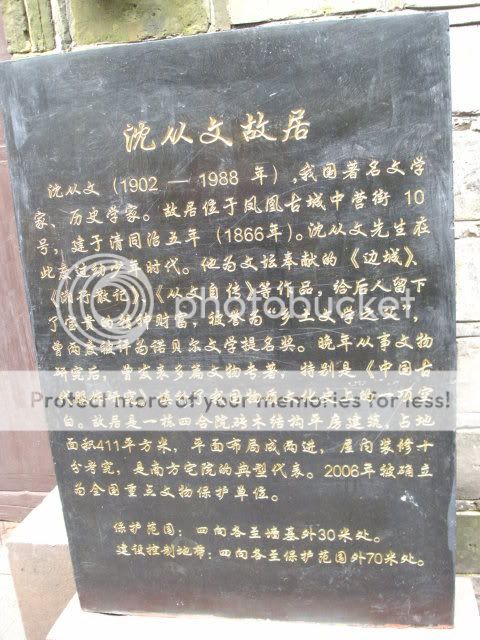 沈从文故居
沈从文(1902 — 1988 年),我国著名文学
家、历史学家。故居位于凤凰古城中营街 10
号,建于清同治五年 (1866年)。沈从文先生在
此度过幼少年时代。他为文坛奉献的《边城》、
《湘行散记》、《从文自传》等作品,给后人留下
了宝贵的精神财富,被誉为“乡土文学之父”,
曾两度被评为诺贝尔文学提名奖。晚年从事文物
研究后,曾发表多篇文物专著,特别是《中国古
白。故居是一栋四合院砖木结构平房建筑,占地
面积411平方米,平面布局成两进,屋内装修十
分考究,是南方宅院的典型代表。2006年被确立
为全国重点文物保护单位。
保护范围:四向各至墙基外30米处。
建设控制地带:四向各至保护范围外70米处。
photobucket
Protect more of your memories for less!